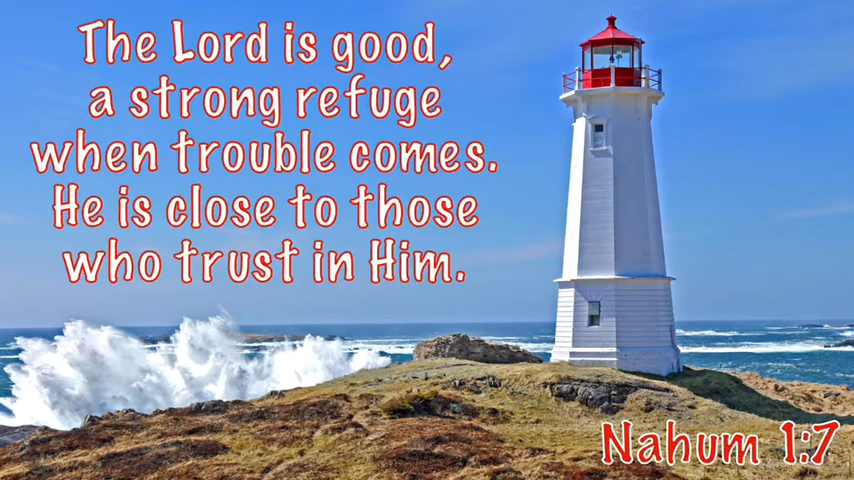 The Lord is good,
a strong refuge
when trouble comes.
He is close to those
who trust in Him.
Nahum 1:7